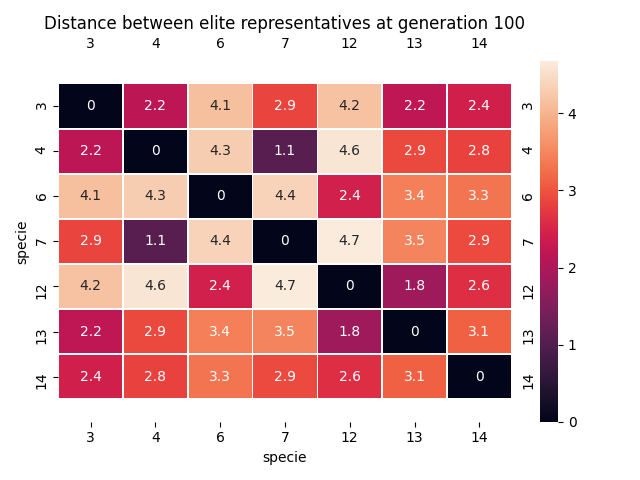 Distance between elite representatives at generation 100
3 4 6 7 12 13 14
3 0 2.2 4.1 2.9 4.2 2.2 2.4 3
4 2.2 0 4.3 1.1 4.6 2.9 2.8 4
6 4.1 4.3 0 4.4 2.4 3.4 3.3 6
7 2.9 1.1 4.4 0 4.7 3.5 2.9 7
12 4.2 4.6 2.4 4.7 0 1.8 2.6 12
13 2.2 2.9 3.4 3.5 1.8 0 3.1 13
14 2.4 2.8 3.3 2.9 2.6 3.1 0 14
3 4 6 7 12 13 14
specie
specie
4
3
2
1
0